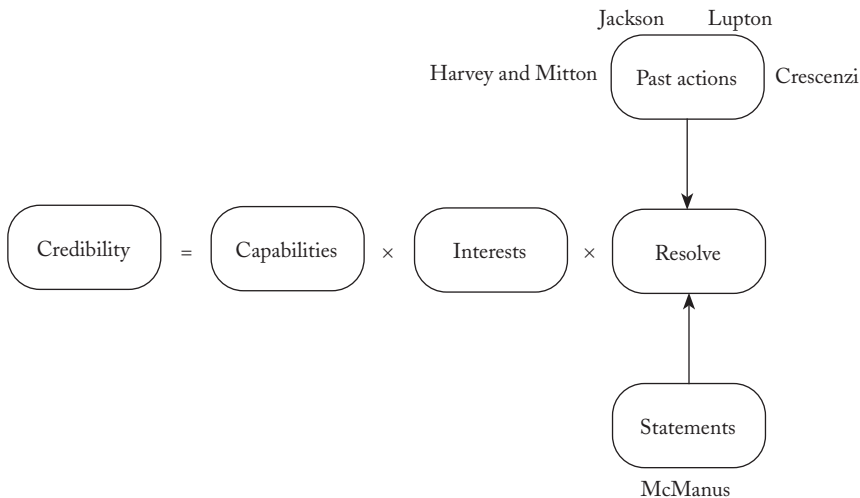 Jackson Lupton
Harvey and Mitton Past actions Crescenzi
Credibility = Capabilities × Interests × Resolve
Statements
McManus